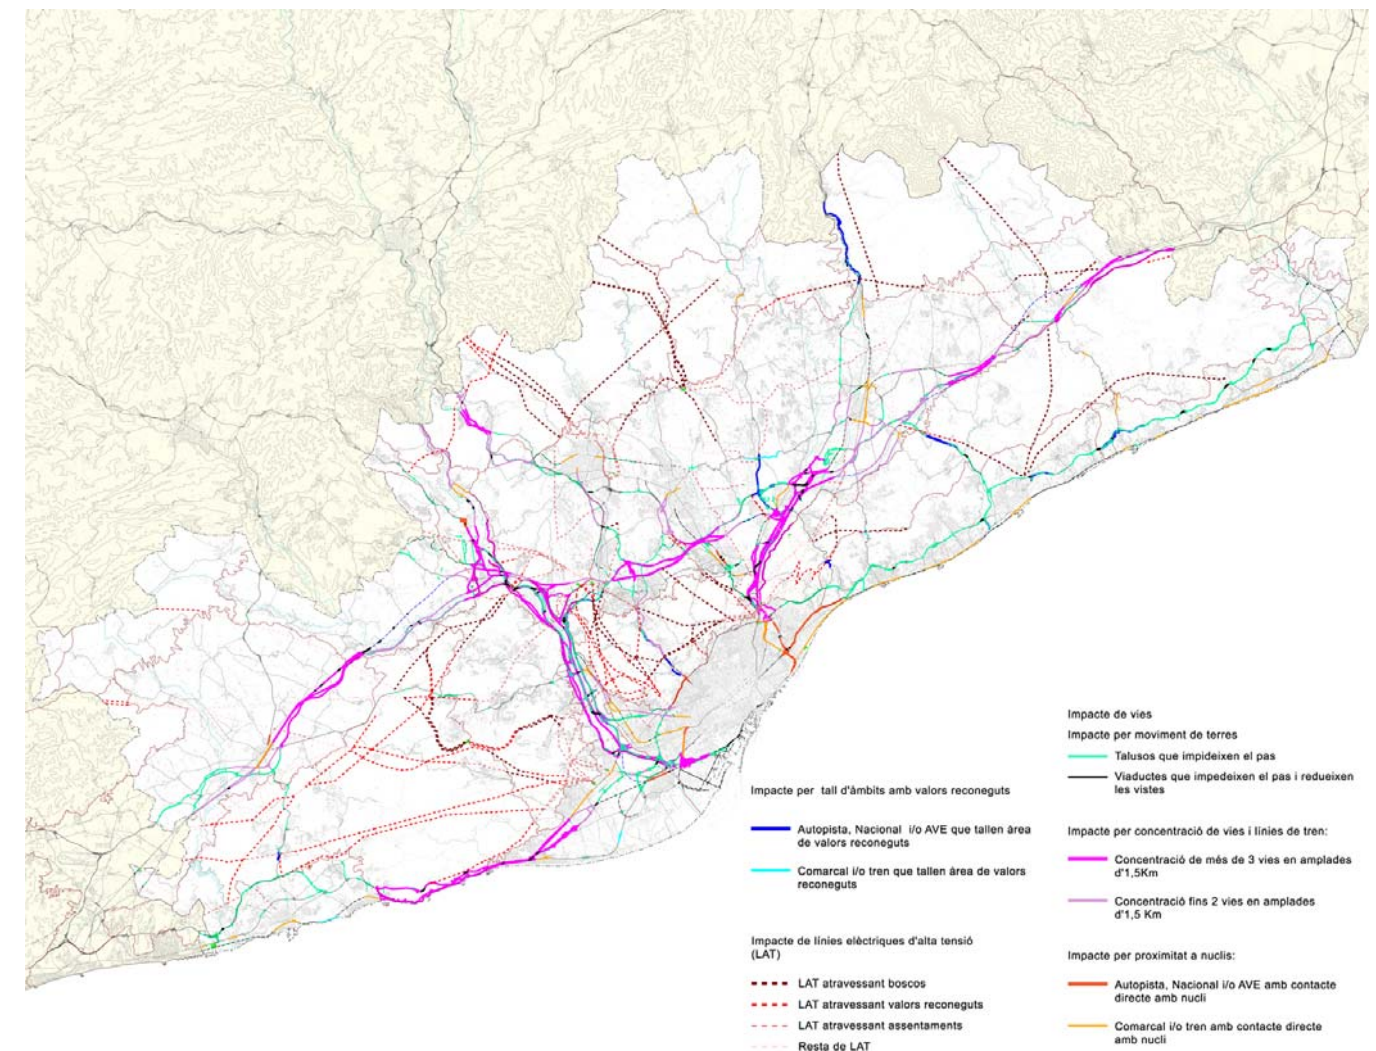 Impacte per tall d'àmbits amb valors reconeguts
Autopista, Nacional i/o AVE que tallen àrea
de valors reconeguts
Comarcal i/o tren que tallen àrea de valors
reconeguts
Impacte de línies elèctriques d'alta tensió
(LAT)
LAT atravessant boscos
LAT atravessant valors reconeguts
LAT atravessant assentaments
Resta de LAT
Impacte de vies
Impacte per moviment de terres
Talusos que impideixen el pas
Viaductes que impedeixen el pas i redueixen
les vistes
Impacte per concentració de vies i línies de tren:
Concentració de més de 3 vies en amplades
d'1,5Km
Concentració fins 2 vies en amplades
d'1,5 Km
Impacte per proximitat a nuclis:
Autopista, Nacional i/o AVE amb contacte
directe amb nucli
Comarcal i/o tren amb contacte directe
amb nucli